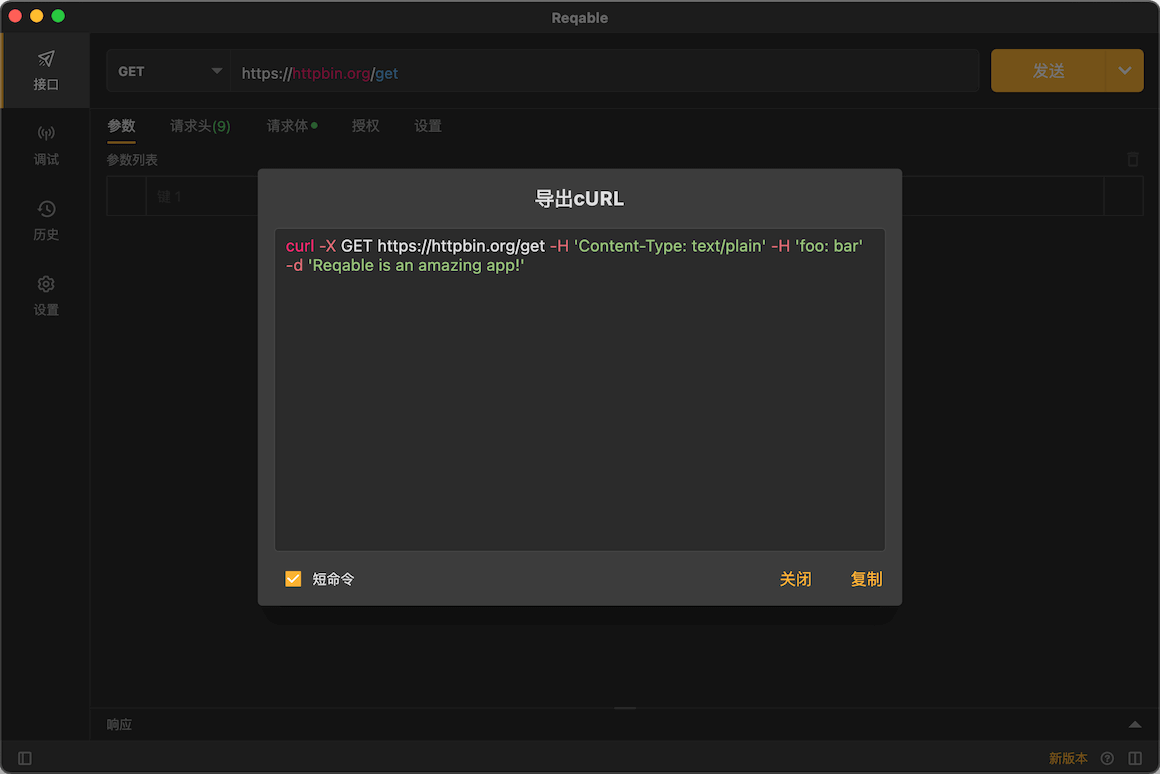 Reqable
接口
调试
历史
设置
GET
https://httpbin.org/get
发送
参数
请求头(9)
请求体
授权
设置
参数列表
键 1
导出cURL
curl -X GET https://httpbin.org/get -H 'Content-Type: text/plain' -H 'foo: bar'
-d 'Reqable is an amazing app!'
短命令
关闭
复制
响应
新版本